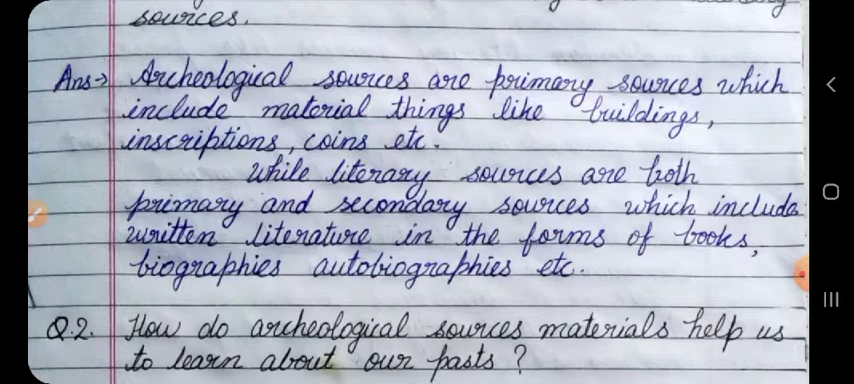 sources.
Ans→ Archeological sources are primary sources which
include material things like buildings,
inscriptions, coins etc.
while literary sources are both
primary and secondary sources which include
written literature in the forms of books,
biographies autobiographies etc.
Q.2. How do archeological sources materials help us
to learn about our pasts ?